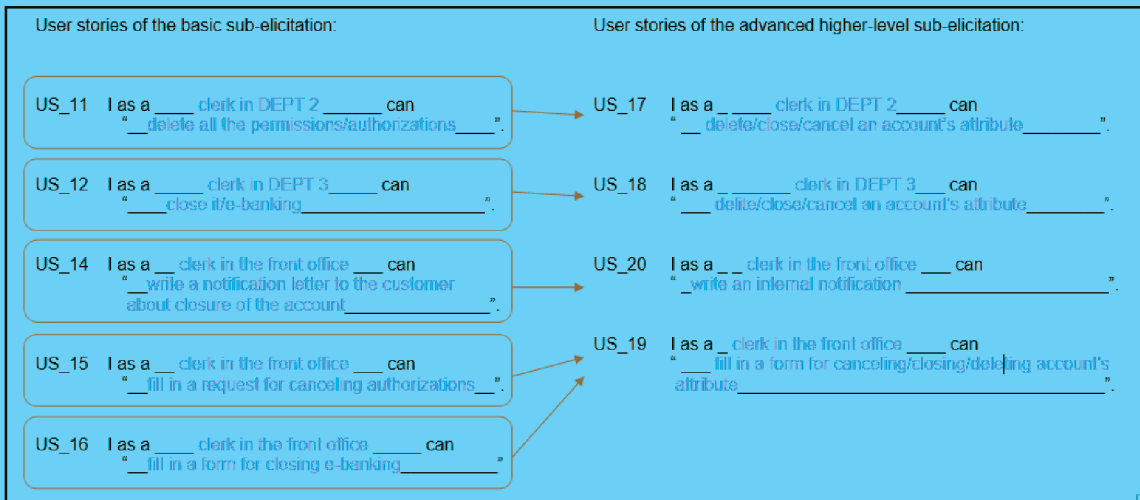 User stories of the basic sub-elicitation:
US_11 I as a ____ clerk in DEPT 2 ______ can
“__delete all the permissions/authorizations____”.
US_12 I as a _____ clerk in DEPT 3_____ can
“____close it/e-banking___________________”.
US_14 I as a __ clerk in the front office ___ can
“__write a notification letter to the customer
about closure of the account_______________”.
US_15 I as a __ clerk in the front office ___ can
“__fill in a request for canceling authorizations__”.
US_16 I as a ____ clerk in the front office _____ can
“__fill in a form for closing e-banking__________”
User stories of the advanced higher-level sub-elicitation:
US_17 I as a _ ____ clerk in DEPT 2_____ can
“ __ delete/close/cancel an account's attribute________”.
US_18 I as a _ ______ clerk in DEPT 3___ can
“ ___ delite/close/cancel an account's attribute________”.
US_20 I as a _ _ clerk in the front office ___ can
“ _write an internal notification _____________________”.
US_19 I as a _ clerk in the front office ____ can
“ ___ fill in a form for canceling/closing/deleting account's
attribute______________________________________”.